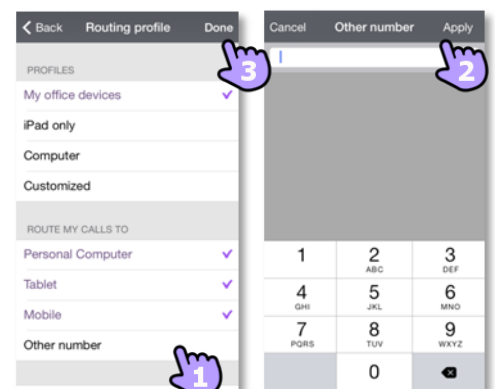 Back Routing profile Done
3
PROFILES
My office devices
iPad only
Computer
Customized
ROUTE MY CALLS TO
Personal Computer
Tablet
Mobile
Other number
1
Cancel Other number Apply
2
1 2 3
ABC DEF
4 5 6
GHI JKL MNO
7 8 9
PQRS TUV WXYZ
0